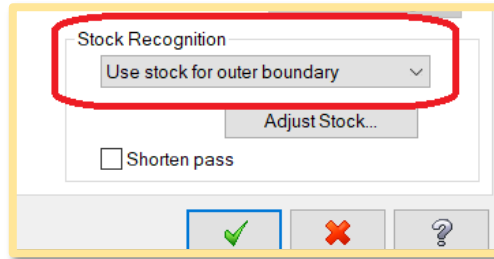 Stock Recognition
Use stock for outer boundary
Adjust Stock...
Shorten pass